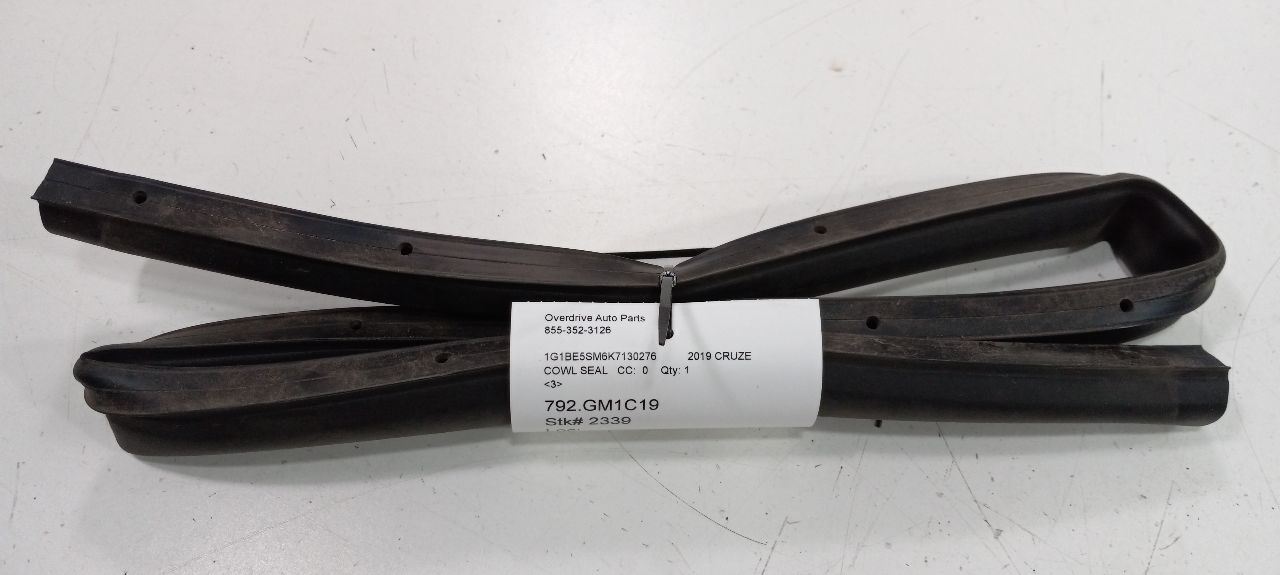 Overdrive Auto Parts
855-352-3126
1G1BE5SM6K7130276 2019 CRUZE
COWL SEAL CC: 0 Qty: 1
<3>
792.GM1C19
Stk# 2339